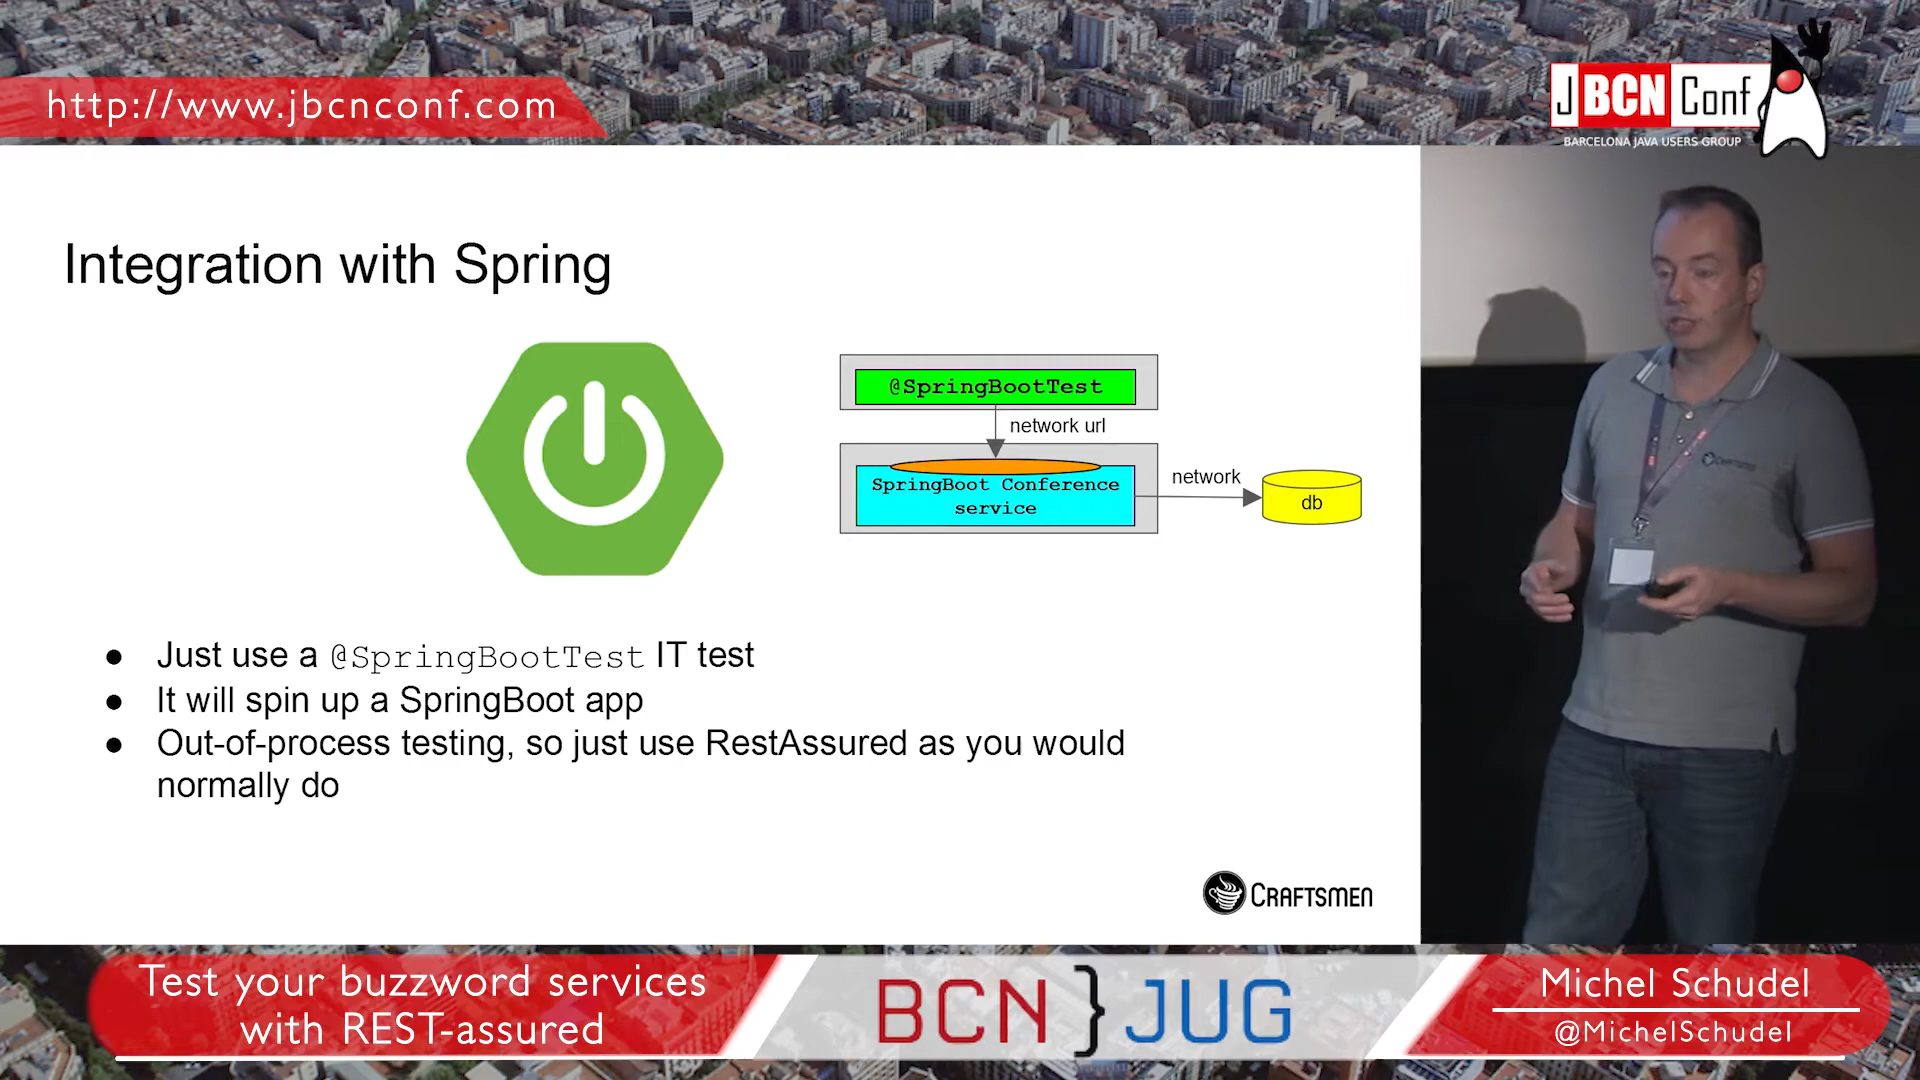 http://www.jbcnconf.com
JBCNConf
BARCELONA JAVA USERS GROUP
Integration with Spring
@SpringBootTest
network url
SpringBoot Conference
service
network
db
● Just use a @SpringBootTest IT test
● It will spin up a SpringBoot app
● Out-of-process testing, so just use RestAssured as you would
normally do
CRAFTSMEN
Test your buzzword services
with REST-assured
BCN}JUG
Michel Schudel
@MichelSchudel